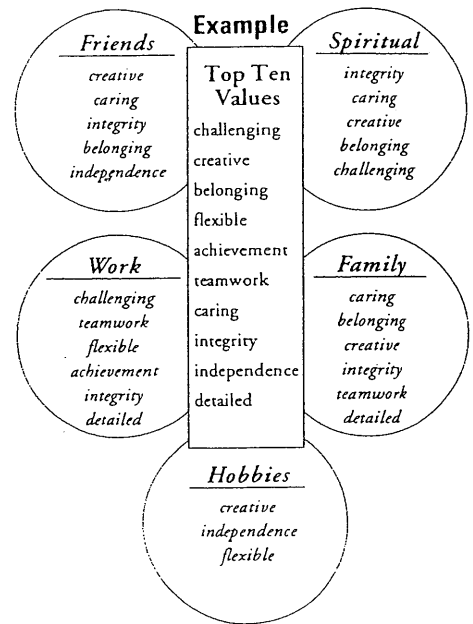 Example
Friends
creative
caring
integrity
belonging
independence
Top Ten
Values
challenging
creative
belonging
flexible
achievement
teamwork
caring
integrity
independence
detailed
Spiritual
integrity
caring
creative
belonging
challenging
Work
challenging
teamwork
flexible
achievement
integrity
detailed
Family
caring
belonging
creative
integrity
teamwork
detailed
Hobbies
creative
independence
flexible